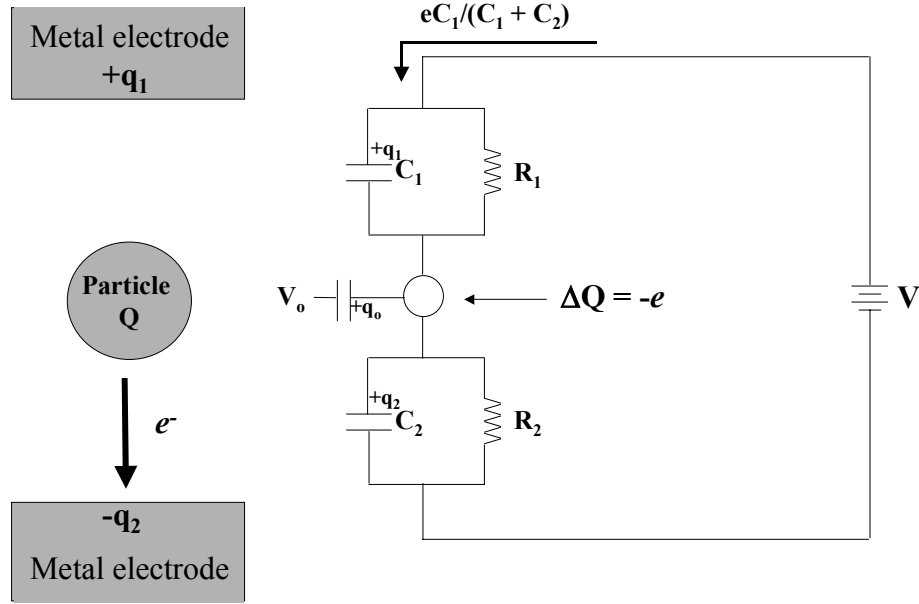 Metal electrode
+q₁
Particle
Q
e⁻
-q₂
Metal electrode
eC₁/(C₁ + C₂)
+q₁
C₁
R₁
Vₒ
+qₒ
ΔQ = -e
V
+q₂
C₂
R₂